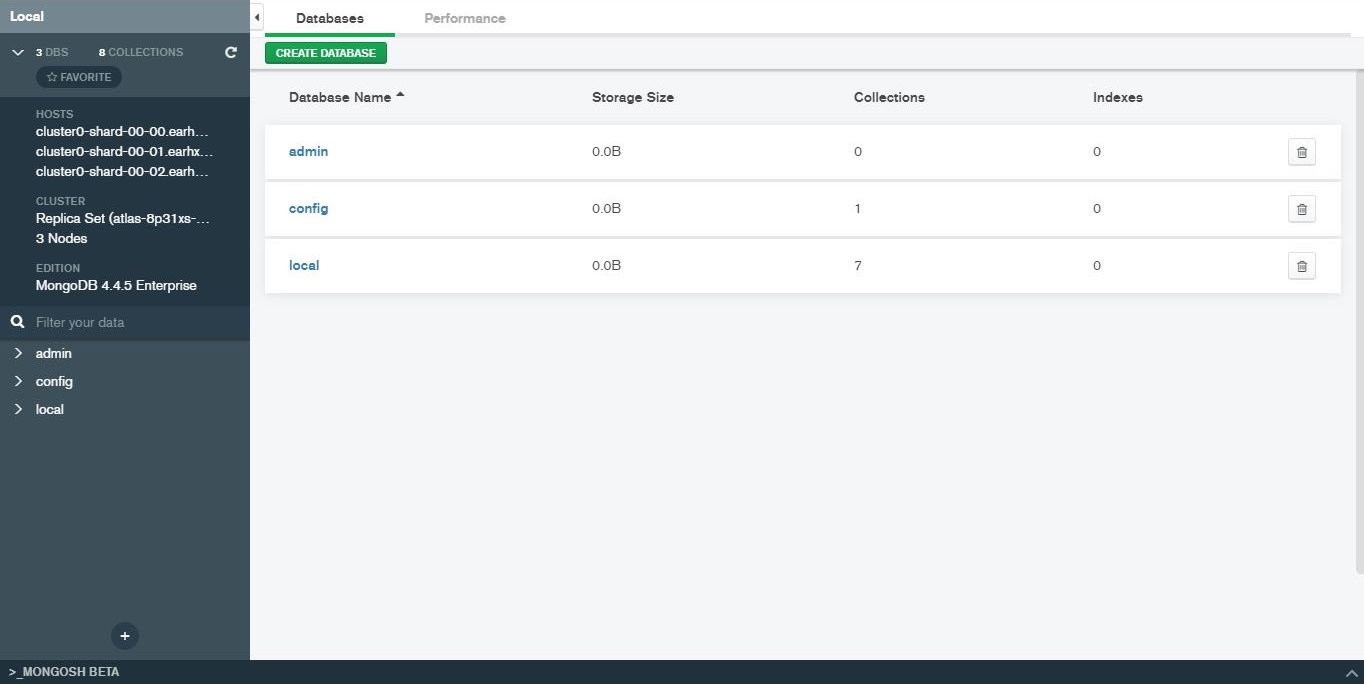 Local
3 DBS 8 COLLECTIONS
FAVORITE
HOSTS
cluster0-shard-00-00.earh...
cluster0-shard-00-01.earhx...
cluster0-shard-00-02.earh...
CLUSTER
Replica Set (atlas-8p31xs-...
3 Nodes
EDITION
MongoDB 4.4.5 Enterprise
Filter your data
admin
config
local
Databases Performance
CREATE DATABASE
Database Name Storage Size Collections Indexes
admin 0.0B 0 0
config 0.0B 1 0
local 0.0B 7 0
>_MONGOSH BETA